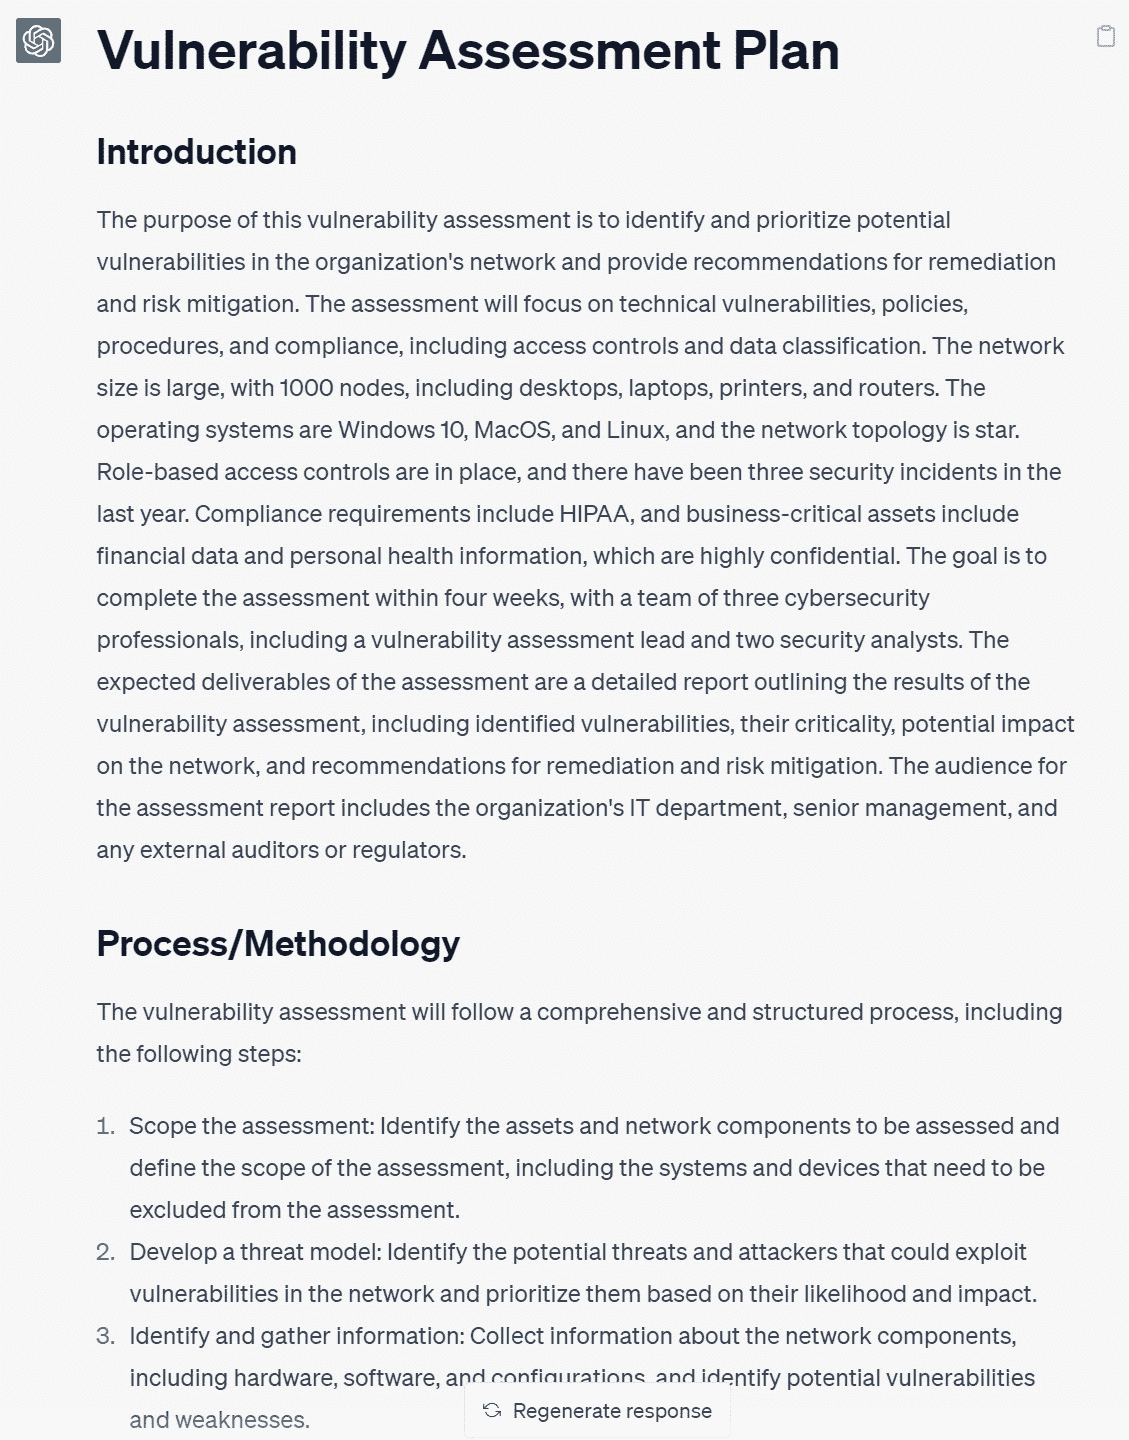 Vulnerability Assessment Plan
Introduction
The purpose of this vulnerability assessment is to identify and prioritize potential
vulnerabilities in the organization's network and provide recommendations for remediation
and risk mitigation. The assessment will focus on technical vulnerabilities, policies,
procedures, and compliance, including access controls and data classification. The network
size is large, with 1000 nodes, including desktops, laptops, printers, and routers. The
operating systems are Windows 10, MacOS, and Linux, and the network topology is star.
Role-based access controls are in place, and there have been three security incidents in the
last year. Compliance requirements include HIPAA, and business-critical assets include
financial data and personal health information, which are highly confidential. The goal is to
complete the assessment within four weeks, with a team of three cybersecurity
professionals, including a vulnerability assessment lead and two security analysts. The
expected deliverables of the assessment are a detailed report outlining the results of the
vulnerability assessment, including identified vulnerabilities, their criticality, potential impact
on the network, and recommendations for remediation and risk mitigation. The audience for
the assessment report includes the organization's IT department, senior management, and
any external auditors or regulators.
Process/Methodology
The vulnerability assessment will follow a comprehensive and structured process, including
the following steps:
1. Scope the assessment: Identify the assets and network components to be assessed and
define the scope of the assessment, including the systems and devices that need to be
excluded from the assessment.
2. Develop a threat model: Identify the potential threats and attackers that could exploit
vulnerabilities in the network and prioritize them based on their likelihood and impact.
3. Identify and gather information: Collect information about the network components,
including hardware, software, and configurations, and identify potential vulnerabilities
and weaknesses.
Regenerate response